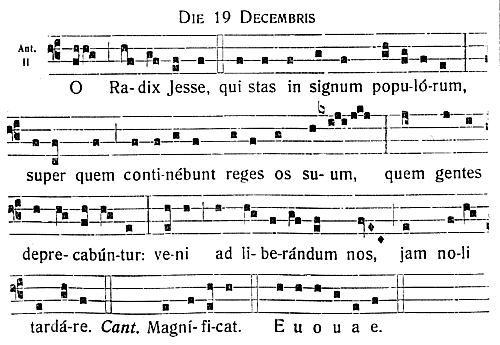 DIE 19 DECEMBRIS
Ant.
II
O Ra-dix Jesse, qui stas in signum popu-ló-rum,
super quem conti-nébunt reges os su-um, quem gentes
depre-cabún-tur: ve-ni ad li-be-rándum nos, jam no-li
tardá-re. Cant. Magní-fi-cat. E u o u a e.